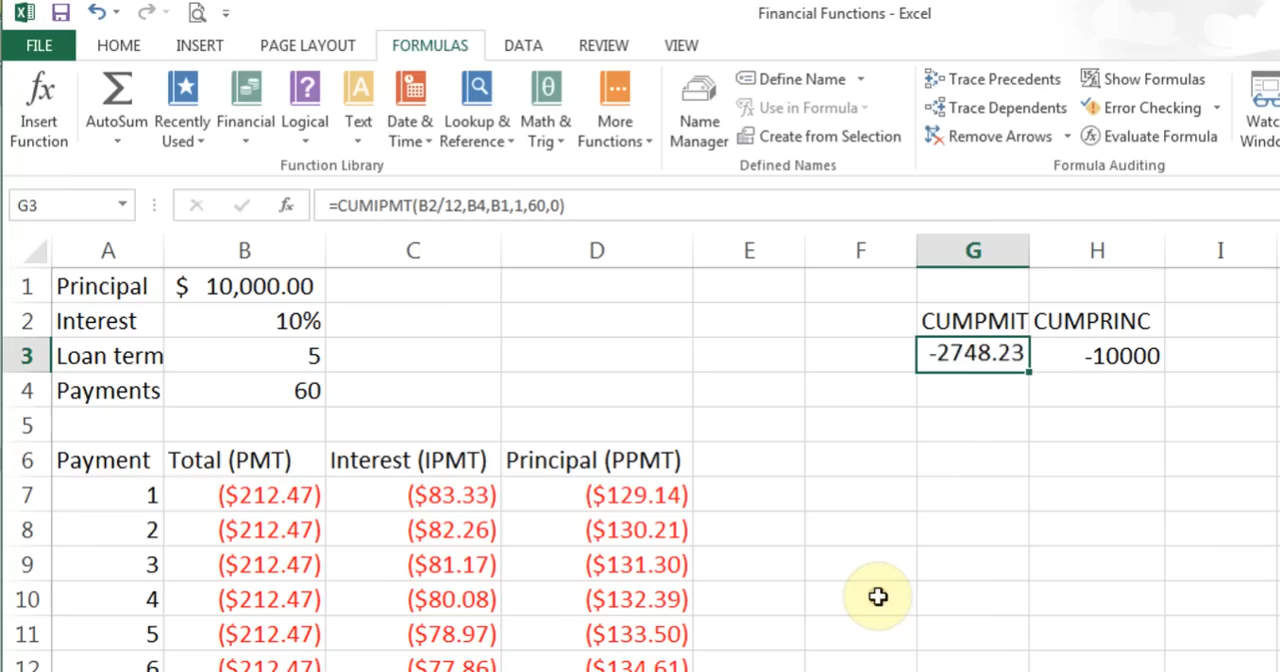 Financial Functions - Excel
FILE HOME INSERT PAGE LAYOUT FORMULAS DATA REVIEW VIEW
fx Σ ? A θ
Insert AutoSum Recently Financial Logical Text Date & Lookup & Math & More
Function Used Time Reference Trig Functions
Function Library
Name
Manager
Define Name
Use in Formula
Create from Selection
Defined Names
Trace Precedents Show Formulas
Trace Dependents Error Checking
Remove Arrows fx Evaluate Formula
Formula Auditing
G3 fx =CUMIPMT(B2/12,B4,B1,1,60,0)
A B C D E F G H I
1 Principal $ 10,000.00
2 Interest 10% CUMPMIT CUMPRINC
3 Loan term 5 -2748.23 -10000
4 Payments 60
5
6 Payment Total (PMT) Interest (IPMT) Principal (PPMT)
7 1 ($212.47) ($83.33) ($129.14)
8 2 ($212.47) ($82.26) ($130.21)
9 3 ($212.47) ($81.17) ($131.30)
10 4 ($212.47) ($80.08) ($132.39)
11 5 ($212.47) ($78.97) ($133.50)
12 6 ($212.47) ($77.86) ($134.61)